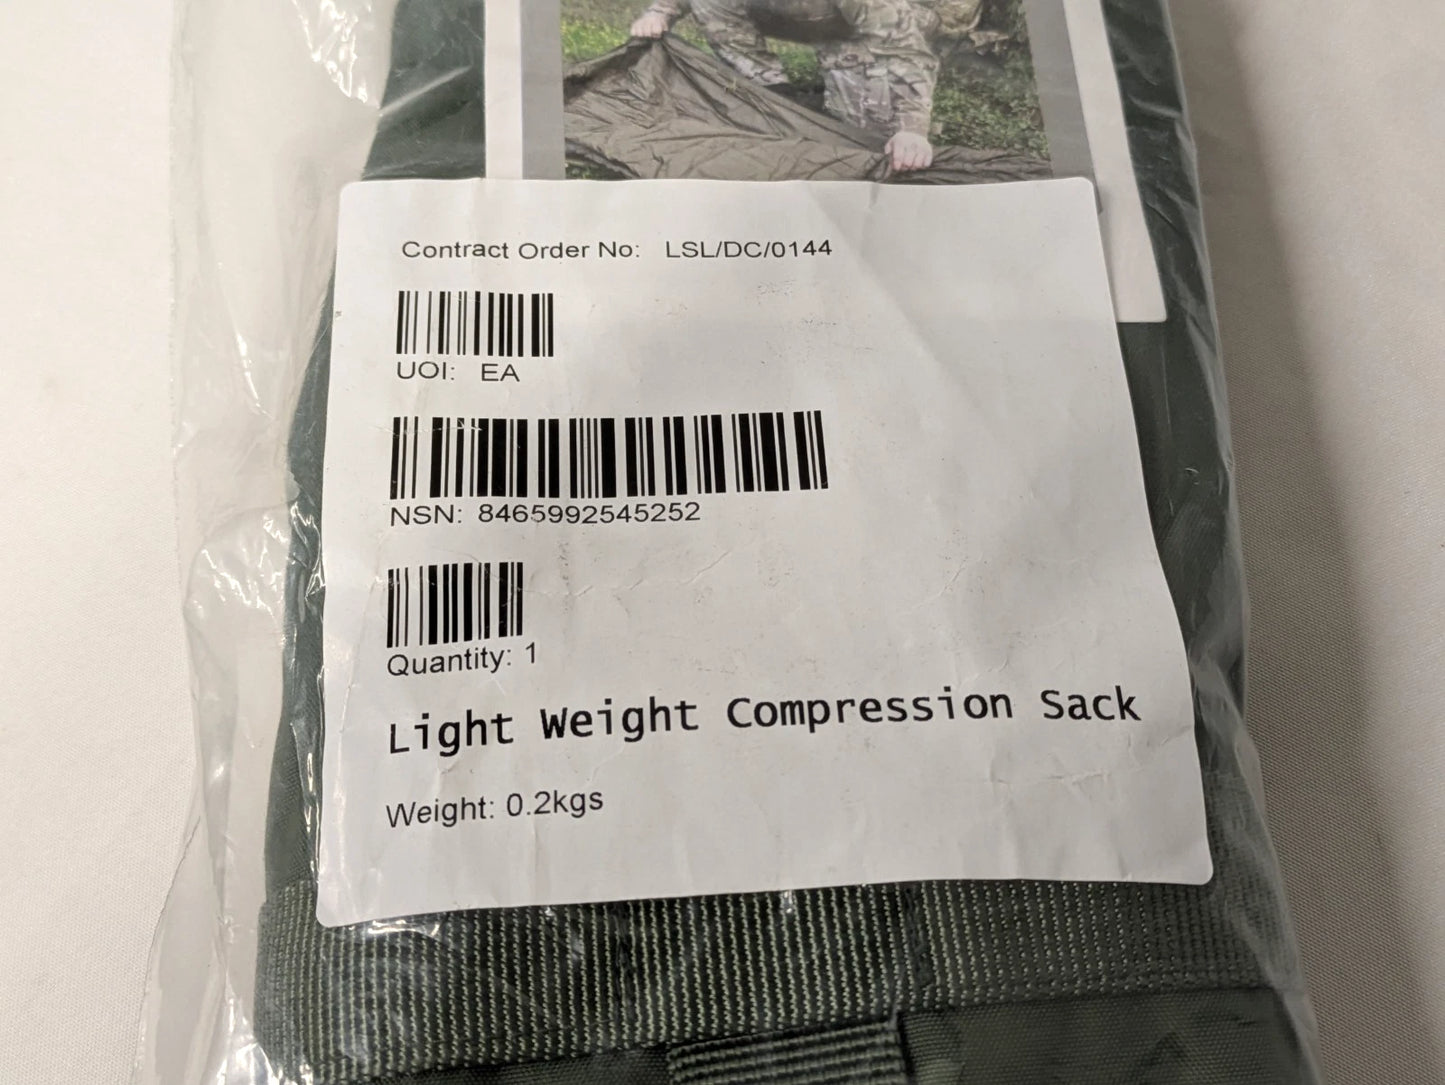 Contract Order No: LSL/DC/0144
UOI: EA
NSN: 8465992545252
Quantity: 1
Light Weight Compression Sack
Weight: 0.2kgs